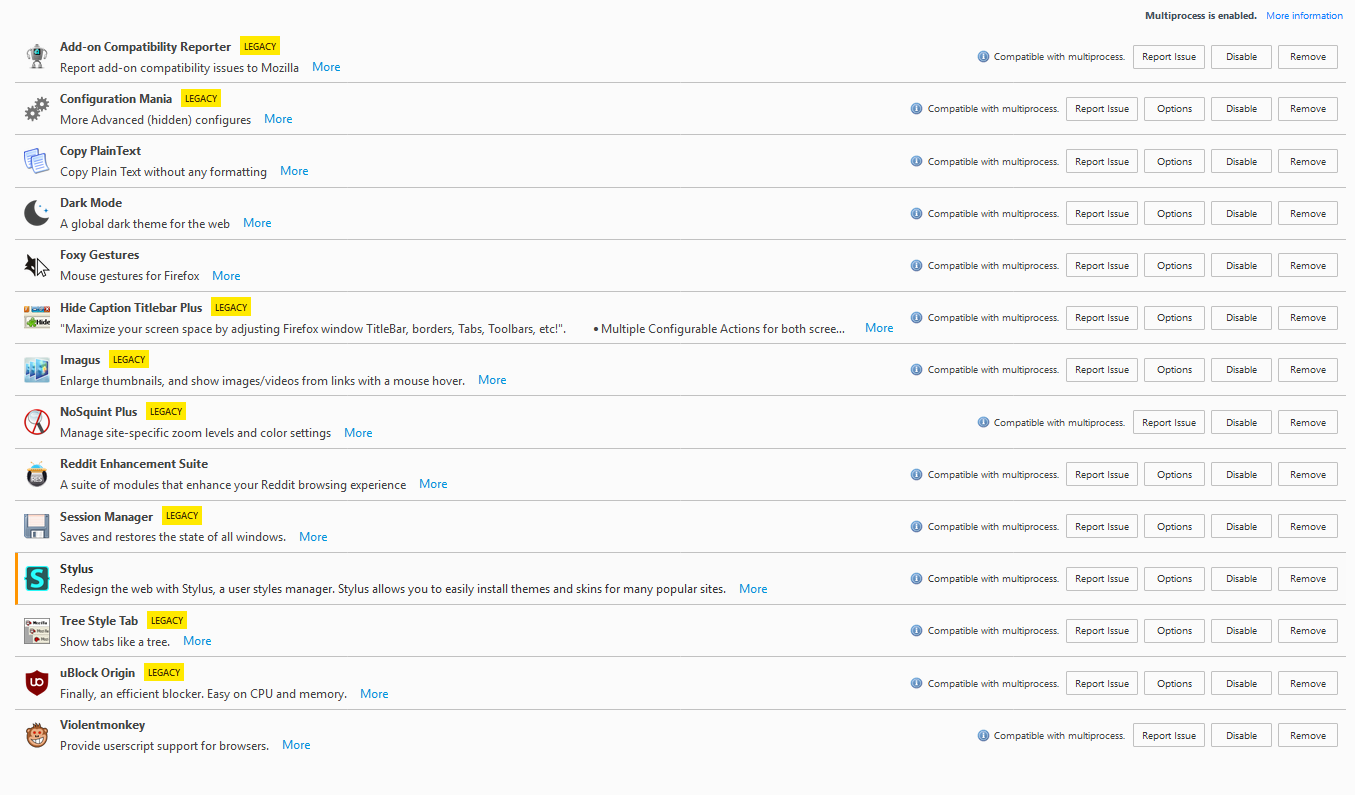 Multiprocess is enabled. More information
Add-on Compatibility Reporter LEGACY
Report add-on compatibility issues to Mozilla More
Compatible with multiprocess. Report Issue Disable Remove
Configuration Mania LEGACY
More Advanced (hidden) configures More
Compatible with multiprocess. Report Issue Options Disable Remove
Copy PlainText
Copy Plain Text without any formatting More
Compatible with multiprocess. Report Issue Options Disable Remove
Dark Mode
A global dark theme for the web More
Compatible with multiprocess. Report Issue Options Disable Remove
Foxy Gestures
Mouse gestures for Firefox More
Compatible with multiprocess. Report Issue Options Disable Remove
Hide Caption Titlebar Plus LEGACY
"Maximize your screen space by adjusting Firefox window TitleBar, borders, Tabs, Toolbars, etc!". • Multiple Configurable Actions for both scree... More
Compatible with multiprocess. Report Issue Options Disable Remove
Imagus LEGACY
Enlarge thumbnails, and show images/videos from links with a mouse hover. More
Compatible with multiprocess. Report Issue Options Disable Remove
NoSquint Plus LEGACY
Manage site-specific zoom levels and color settings More
Compatible with multiprocess. Report Issue Disable Remove
Reddit Enhancement Suite
A suite of modules that enhance your Reddit browsing experience More
Compatible with multiprocess. Report Issue Options Disable Remove
Session Manager LEGACY
Saves and restores the state of all windows. More
Compatible with multiprocess. Report Issue Options Disable Remove
Stylus
Redesign the web with Stylus, a user styles manager. Stylus allows you to easily install themes and skins for many popular sites. More
Compatible with multiprocess. Report Issue Options Disable Remove
Tree Style Tab LEGACY
Show tabs like a tree. More
Compatible with multiprocess. Report Issue Options Disable Remove
uBlock Origin LEGACY
Finally, an efficient blocker. Easy on CPU and memory. More
Compatible with multiprocess. Report Issue Options Disable Remove
Violentmonkey
Provide userscript support for browsers. More
Compatible with multiprocess. Report Issue Disable Remove